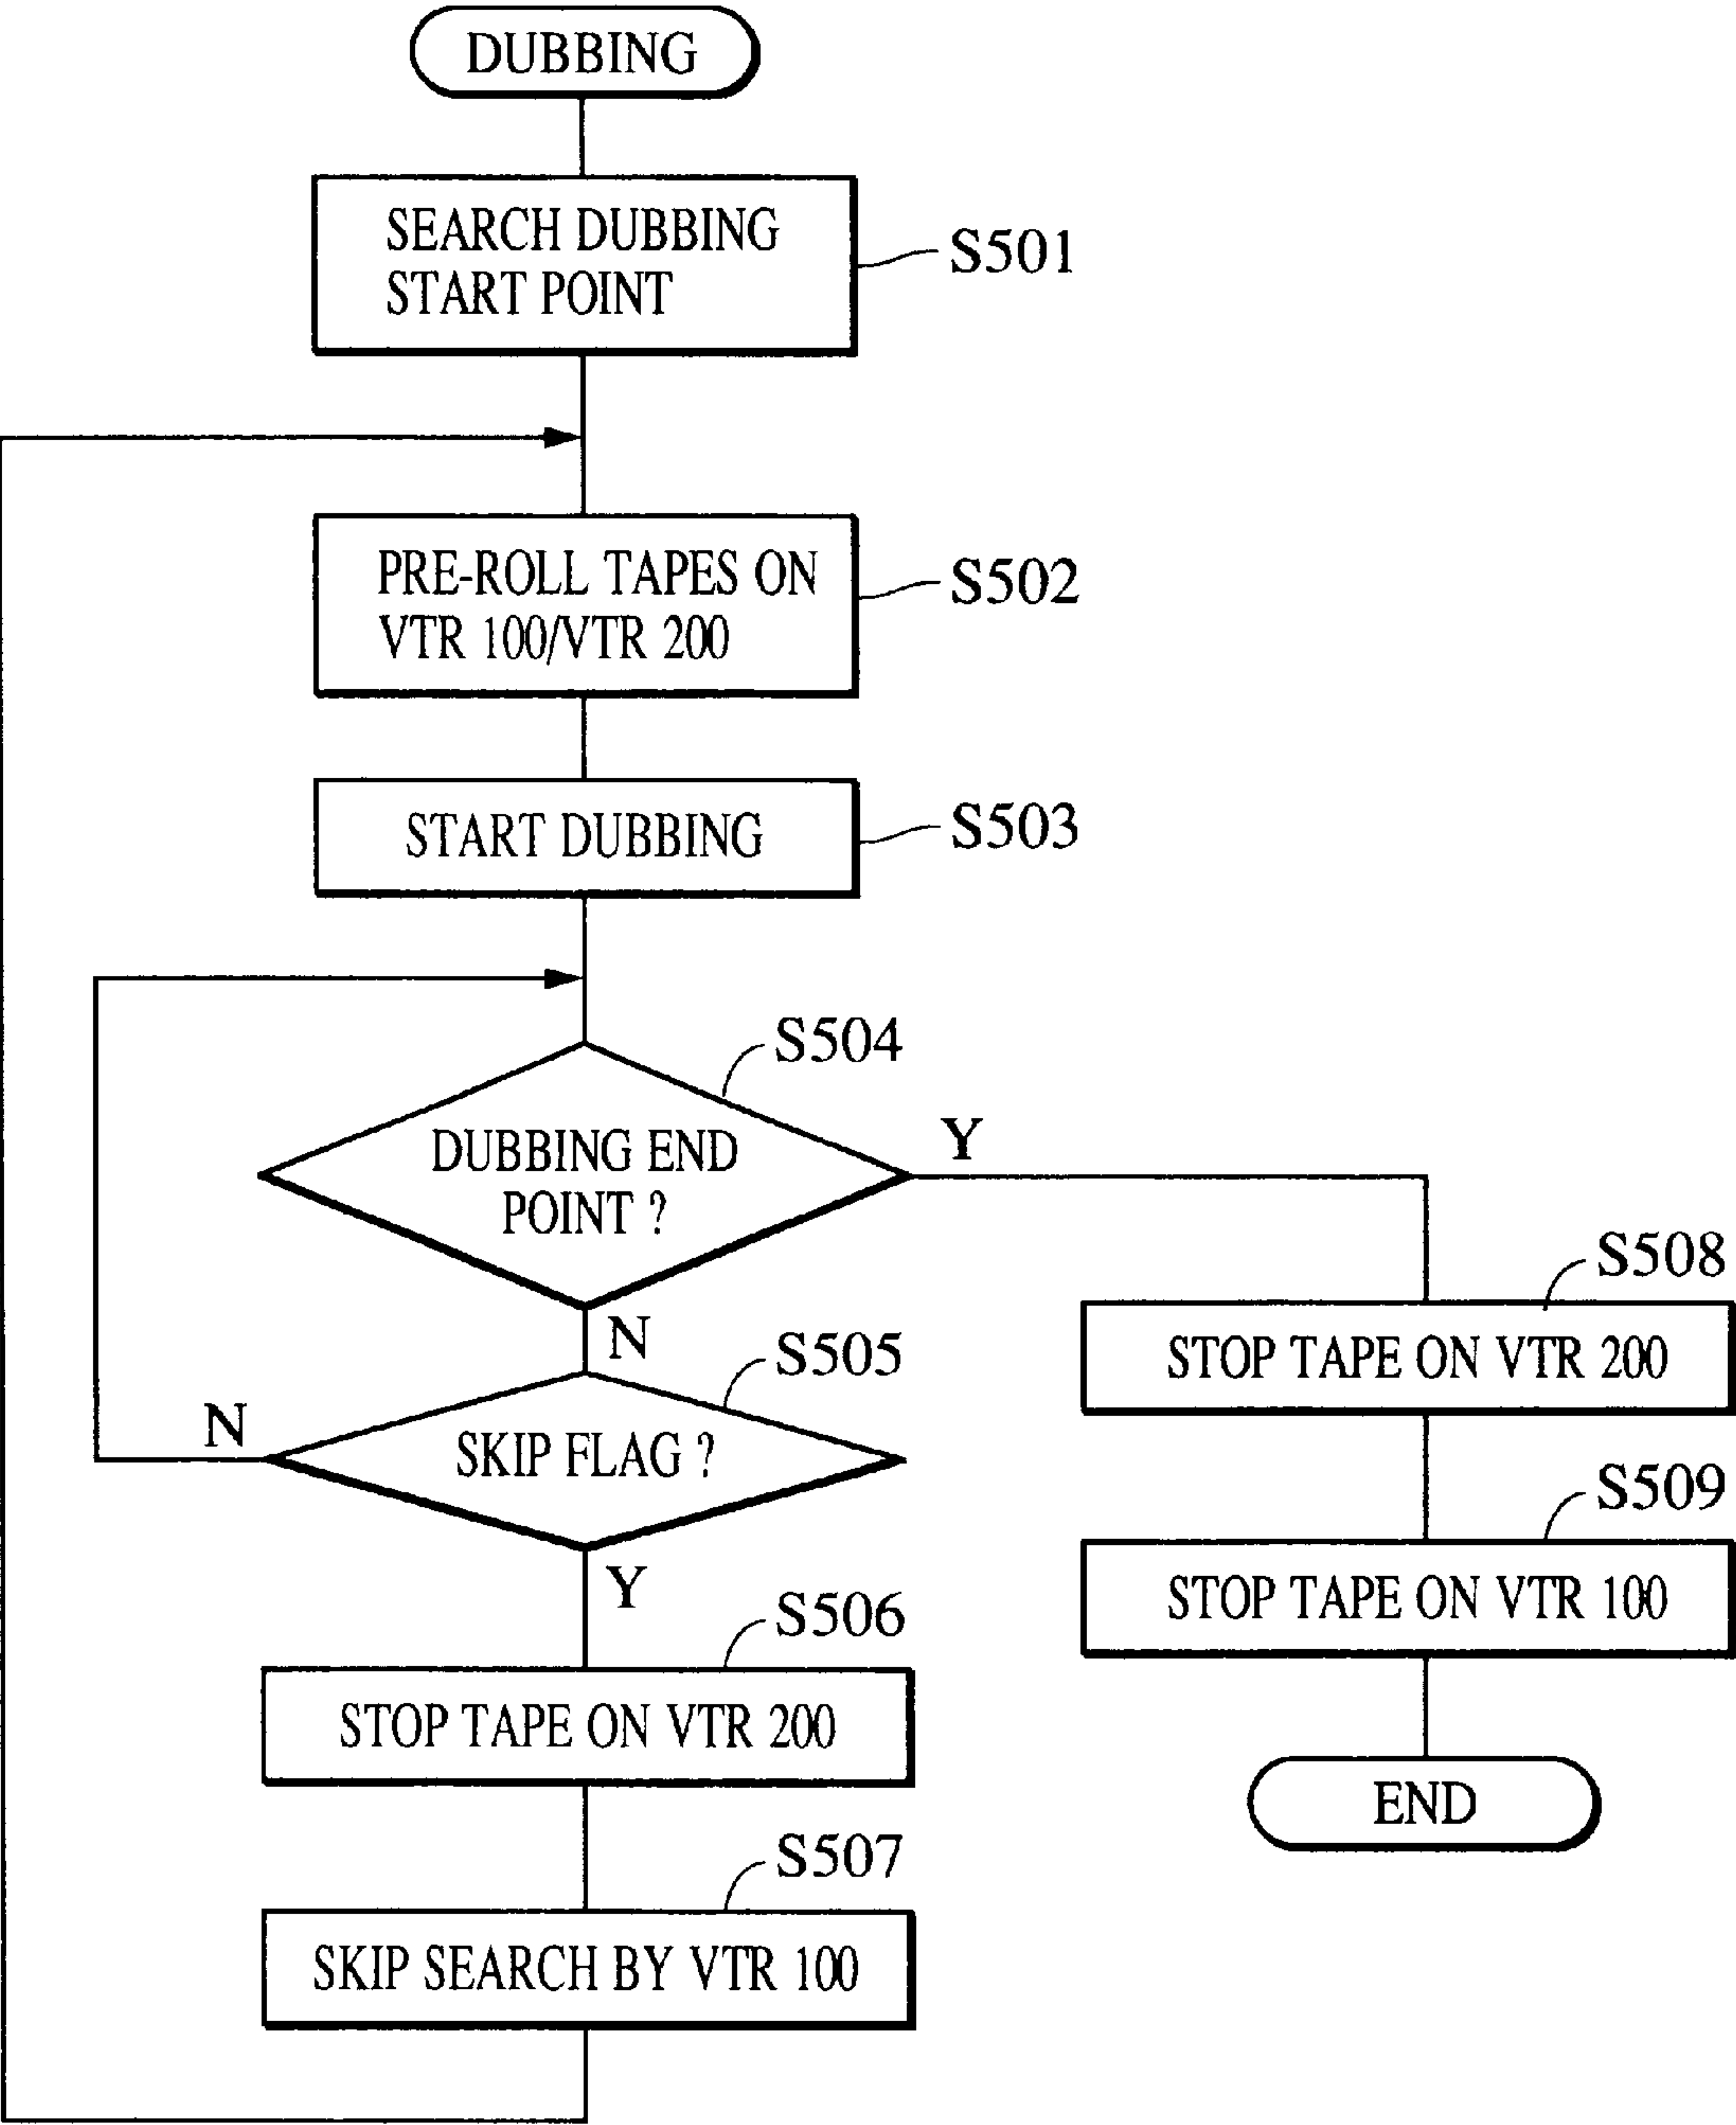 DUBBING
SEARCH DUBBING
START POINT
S501
PRE-ROLL TAPES ON
VTR 100/VTR 200
S502
START DUBBING
S503
S504
DUBBING END
POINT ?
Y
N
S505
SKIP FLAG ?
N
Y
S506
STOP TAPE ON VTR 200
S507
SKIP SEARCH BY VTR 100
S508
STOP TAPE ON VTR 200
S509
STOP TAPE ON VTR 100
END